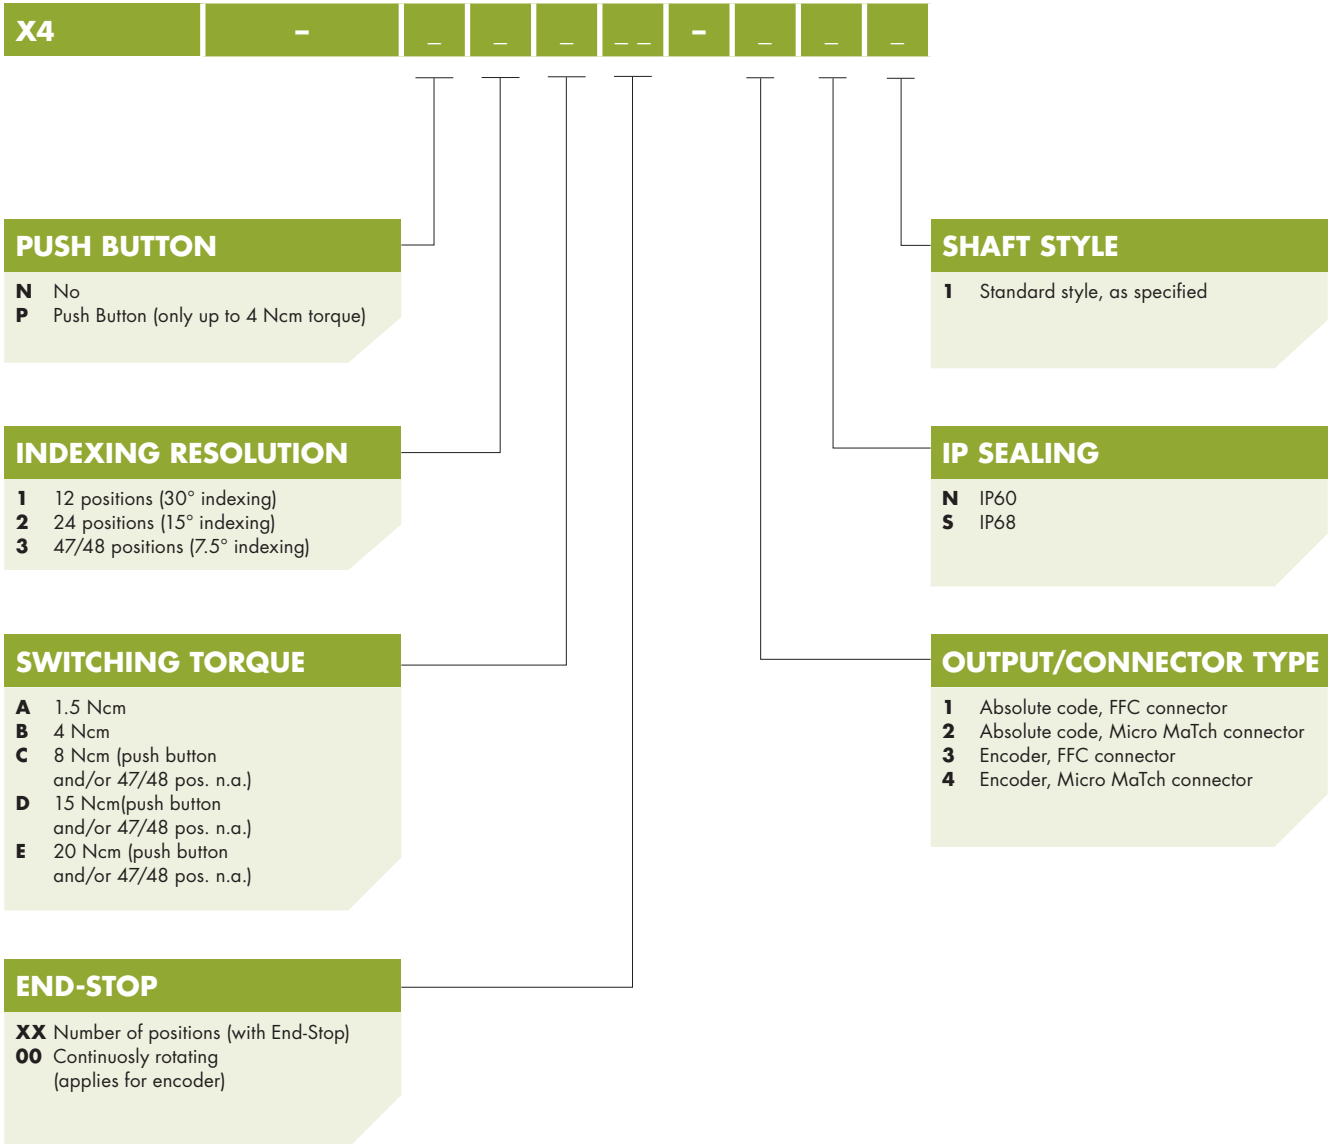 X4 – _ _ _ _ _ – _ _ _
PUSH BUTTON
N No
P Push Button (only up to 4 Ncm torque)
INDEXING RESOLUTION
1 12 positions (30° indexing)
2 24 positions (15° indexing)
3 47/48 positions (7.5° indexing)
SWITCHING TORQUE
A 1.5 Ncm
B 4 Ncm
C 8 Ncm (push button
and/or 47/48 pos. n.a.)
D 15 Ncm(push button
and/or 47/48 pos. n.a.)
E 20 Ncm (push button
and/or 47/48 pos. n.a.)
END-STOP
XX Number of positions (with End-Stop)
00 Continuosly rotating
(applies for encoder)
SHAFT STYLE
1 Standard style, as specified
IP SEALING
N IP60
S IP68
OUTPUT/CONNECTOR TYPE
1 Absolute code, FFC connector
2 Absolute code, Micro MaTch connector
3 Encoder, FFC connector
4 Encoder, Micro MaTch connector